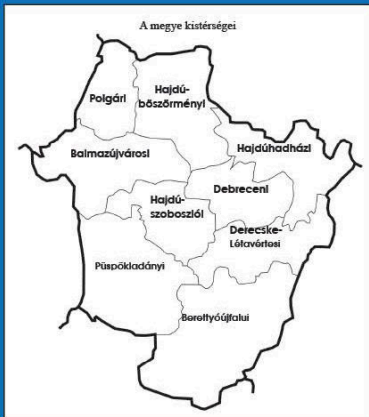 A megye kistérségei
Polgári
Hajdú-
böszörményi
Hajdúhadházi
Balmazújvárosi
Debreceni
Hajdú-
szoboszlói
Derecske-
Létavértesi
Püspökladányi
Berettyóújfalui